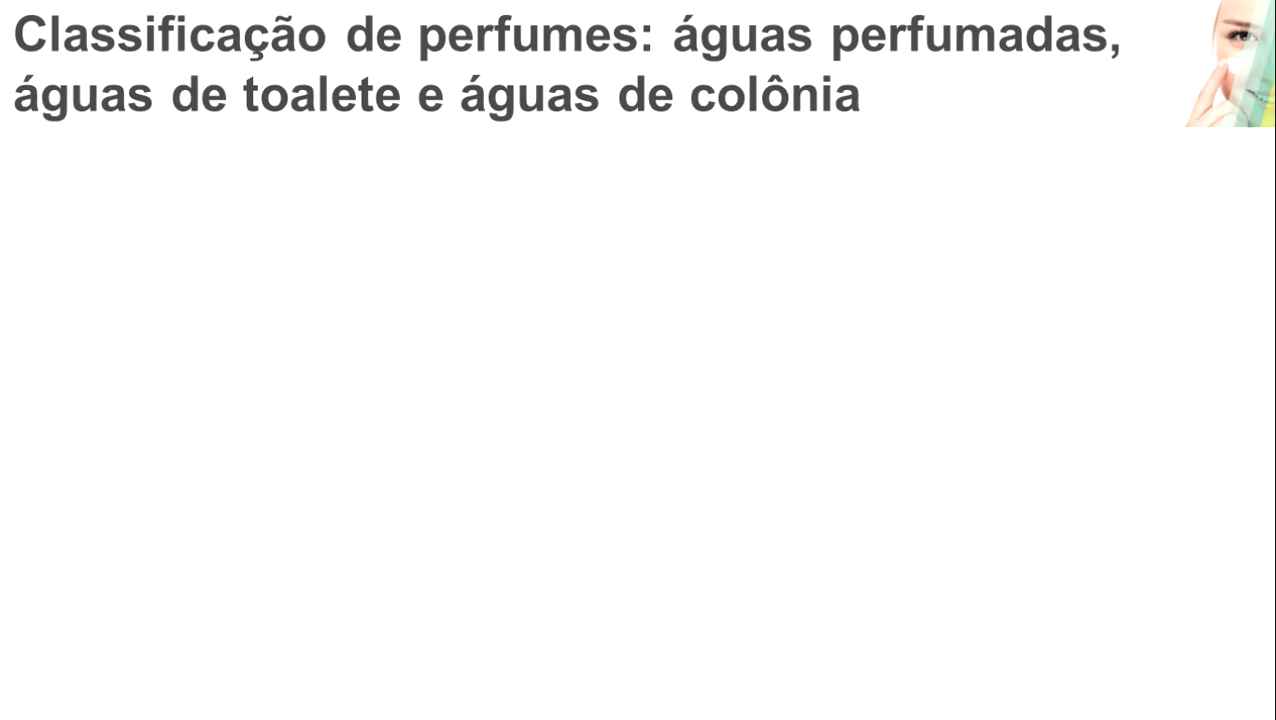 Classificação de perfumes: águas perfumadas,
águas de toalete e águas de colônia